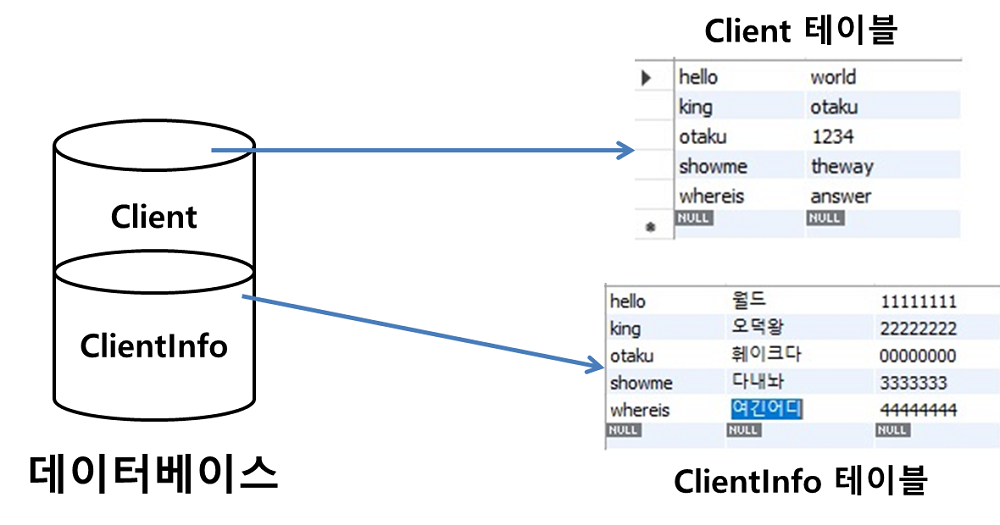 Client 테이블
hello world
king otaku
otaku 1234
showme theway
whereis answer
NULL NULL
Client
ClientInfo
데이터베이스
hello 월드 11111111
king 오덕왕 22222222
otaku 훼이크다 00000000
showme 다내놔 3333333
whereis 여긴어디 44444444
NULL NULL NULL
ClientInfo 테이블